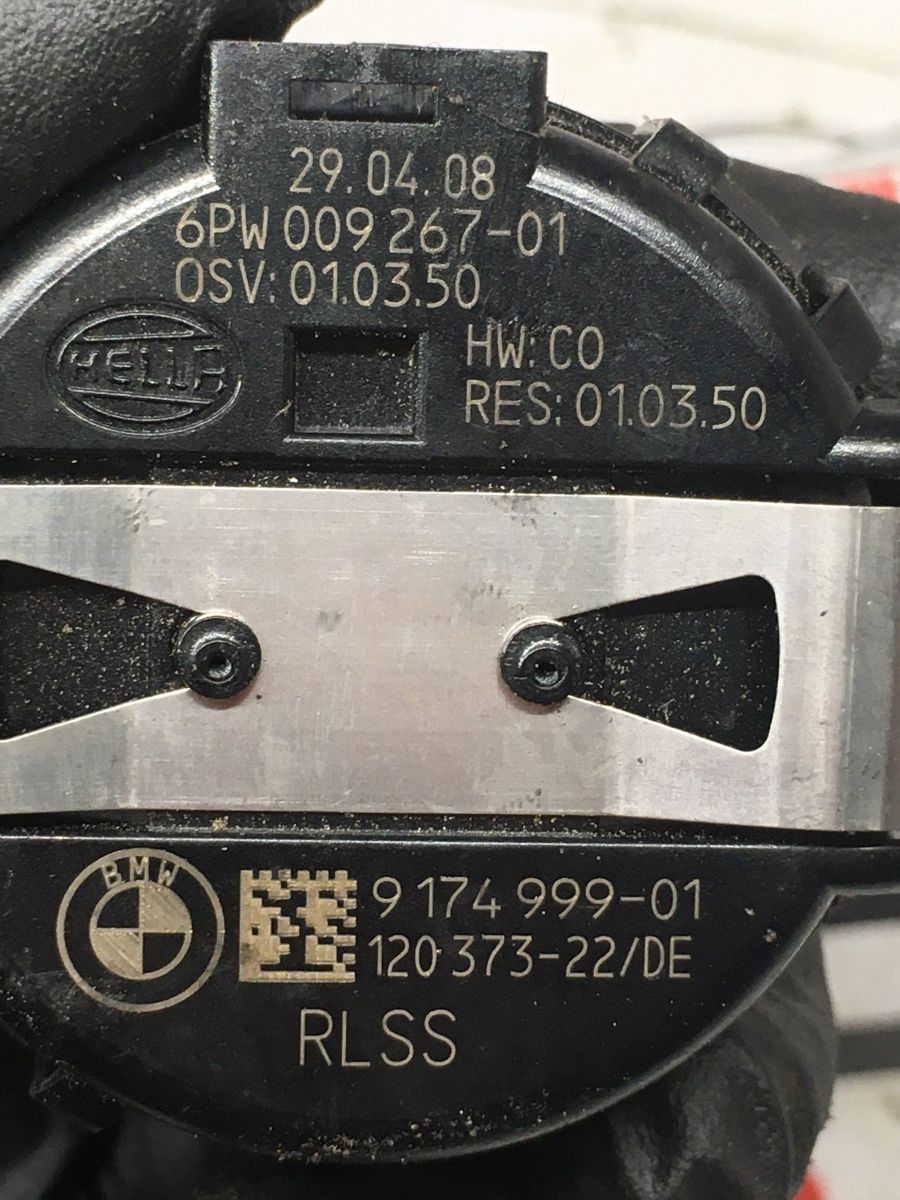 29.04.08
6PW 009 267-01
OSV: 01.03.50
HELLA
HW: C0
RES: 01.03.50
BMW
9 174 999-01
120 373-22/DE
RLSS